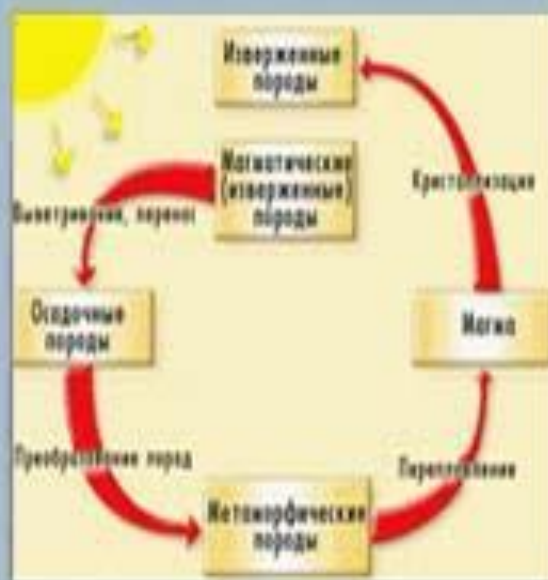 Изверженные
породы
Магматические
(изверженные)
породы
Кристаллизация
Выветривание, перенос
Осадочные
породы
Магма
Преобразование пород
Переплавление
Метаморфические
породы